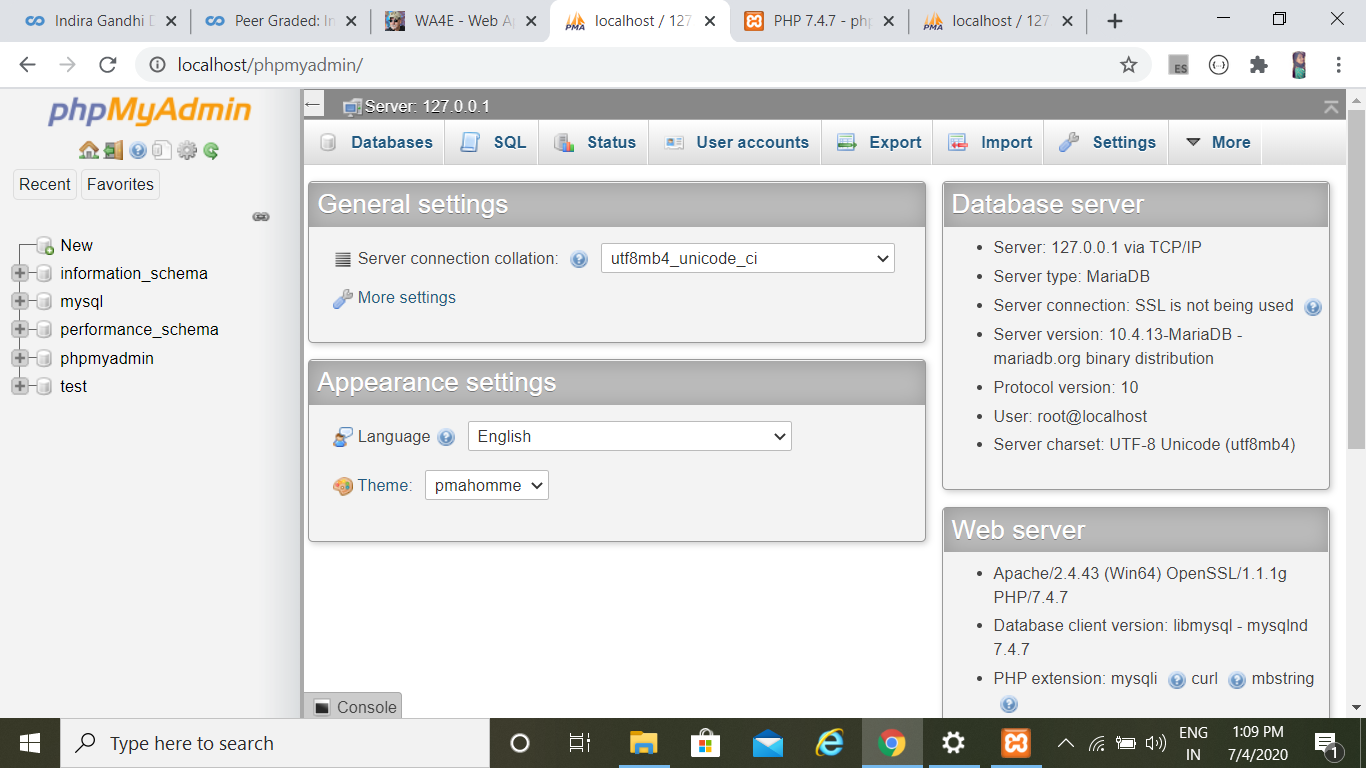 Indira Gandhi D
Peer Graded: In
WA4E - Web Ap
localhost / 127
PHP 7.4.7 - php
localhost / 127
localhost/phpmyadmin/
ES
phpMyAdmin
Recent
Favorites
New
information_schema
mysql
performance_schema
phpmyadmin
test
Server: 127.0.0.1
Databases
SQL
Status
User accounts
Export
Import
Settings
More
General settings
Server connection collation:
utf8mb4_unicode_ci
More settings
Appearance settings
Language
English
Theme:
pmahomme
Database server
Server: 127.0.0.1 via TCP/IP
Server type: MariaDB
Server connection: SSL is not being used
Server version: 10.4.13-MariaDB -
mariadb.org binary distribution
Protocol version: 10
User: root@localhost
Server charset: UTF-8 Unicode (utf8mb4)
Web server
Apache/2.4.43 (Win64) OpenSSL/1.1.1g
PHP/7.4.7
Database client version: libmysql - mysqlnd
7.4.7
PHP extension: mysqli curl mbstring
Console
Type here to search
ENG
IN
1:09 PM
7/4/2020
1